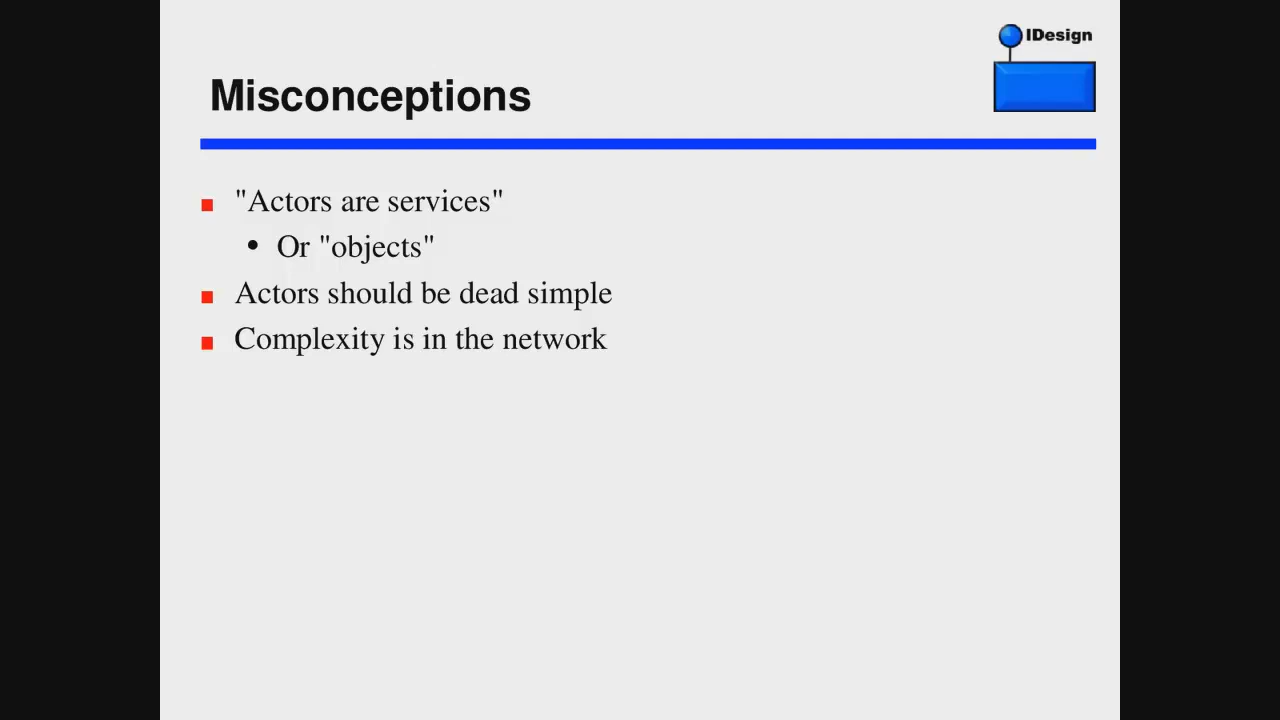 IDesign
Misconceptions
"Actors are services"
Or "objects"
Actors should be dead simple
Complexity is in the network